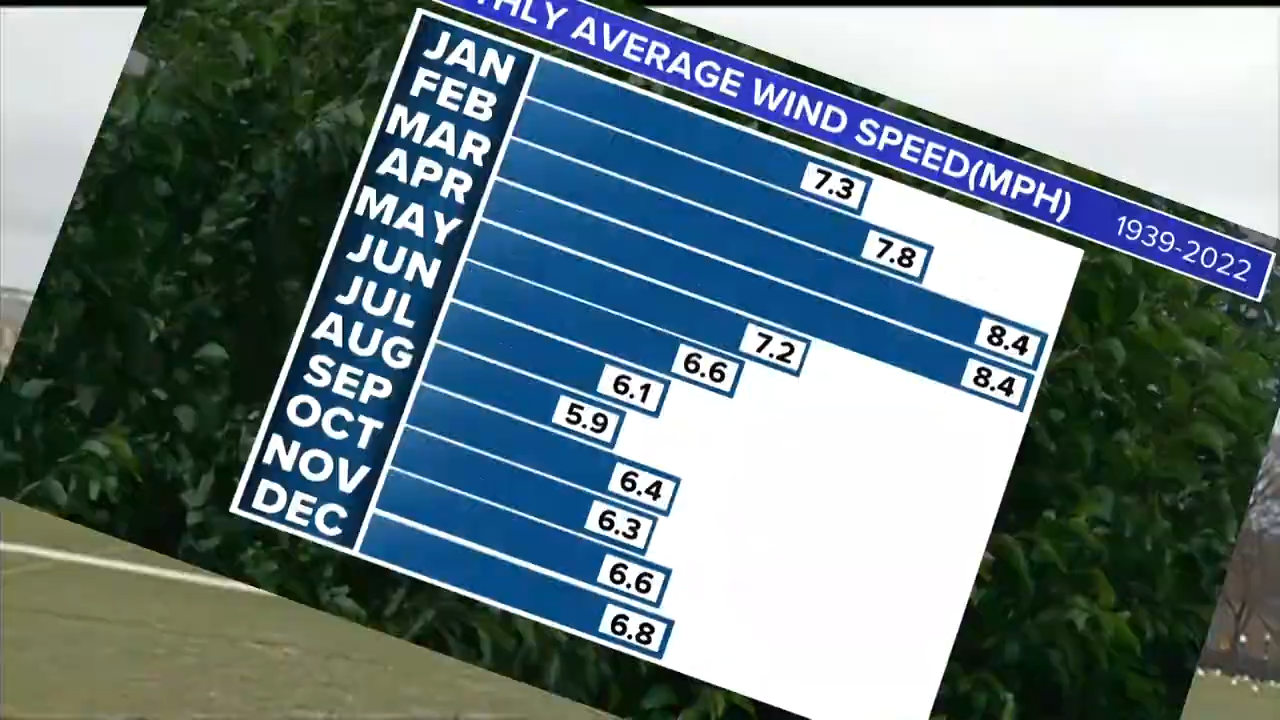 THLY AVERAGE WIND SPEED(MPH) 1939-2022
JAN 7.3
FEB 7.8
MAR 8.4
APR 8.4
MAY 7.2
JUN 6.6
JUL 6.1
AUG 5.9
SEP 6.4
OCT 6.3
NOV 6.6
DEC 6.8